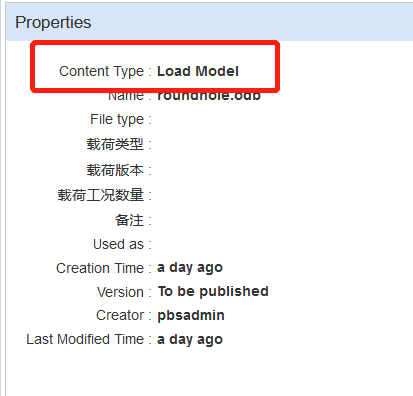 Properties
Content Type : Load Model
Name : roundhole.odb
File type :
载荷类型 :
载荷版本 :
载荷工况数量 :
备注 :
Used as :
Creation Time : a day ago
Version : To be published
Creator : pbsadmin
Last Modified Time : a day ago